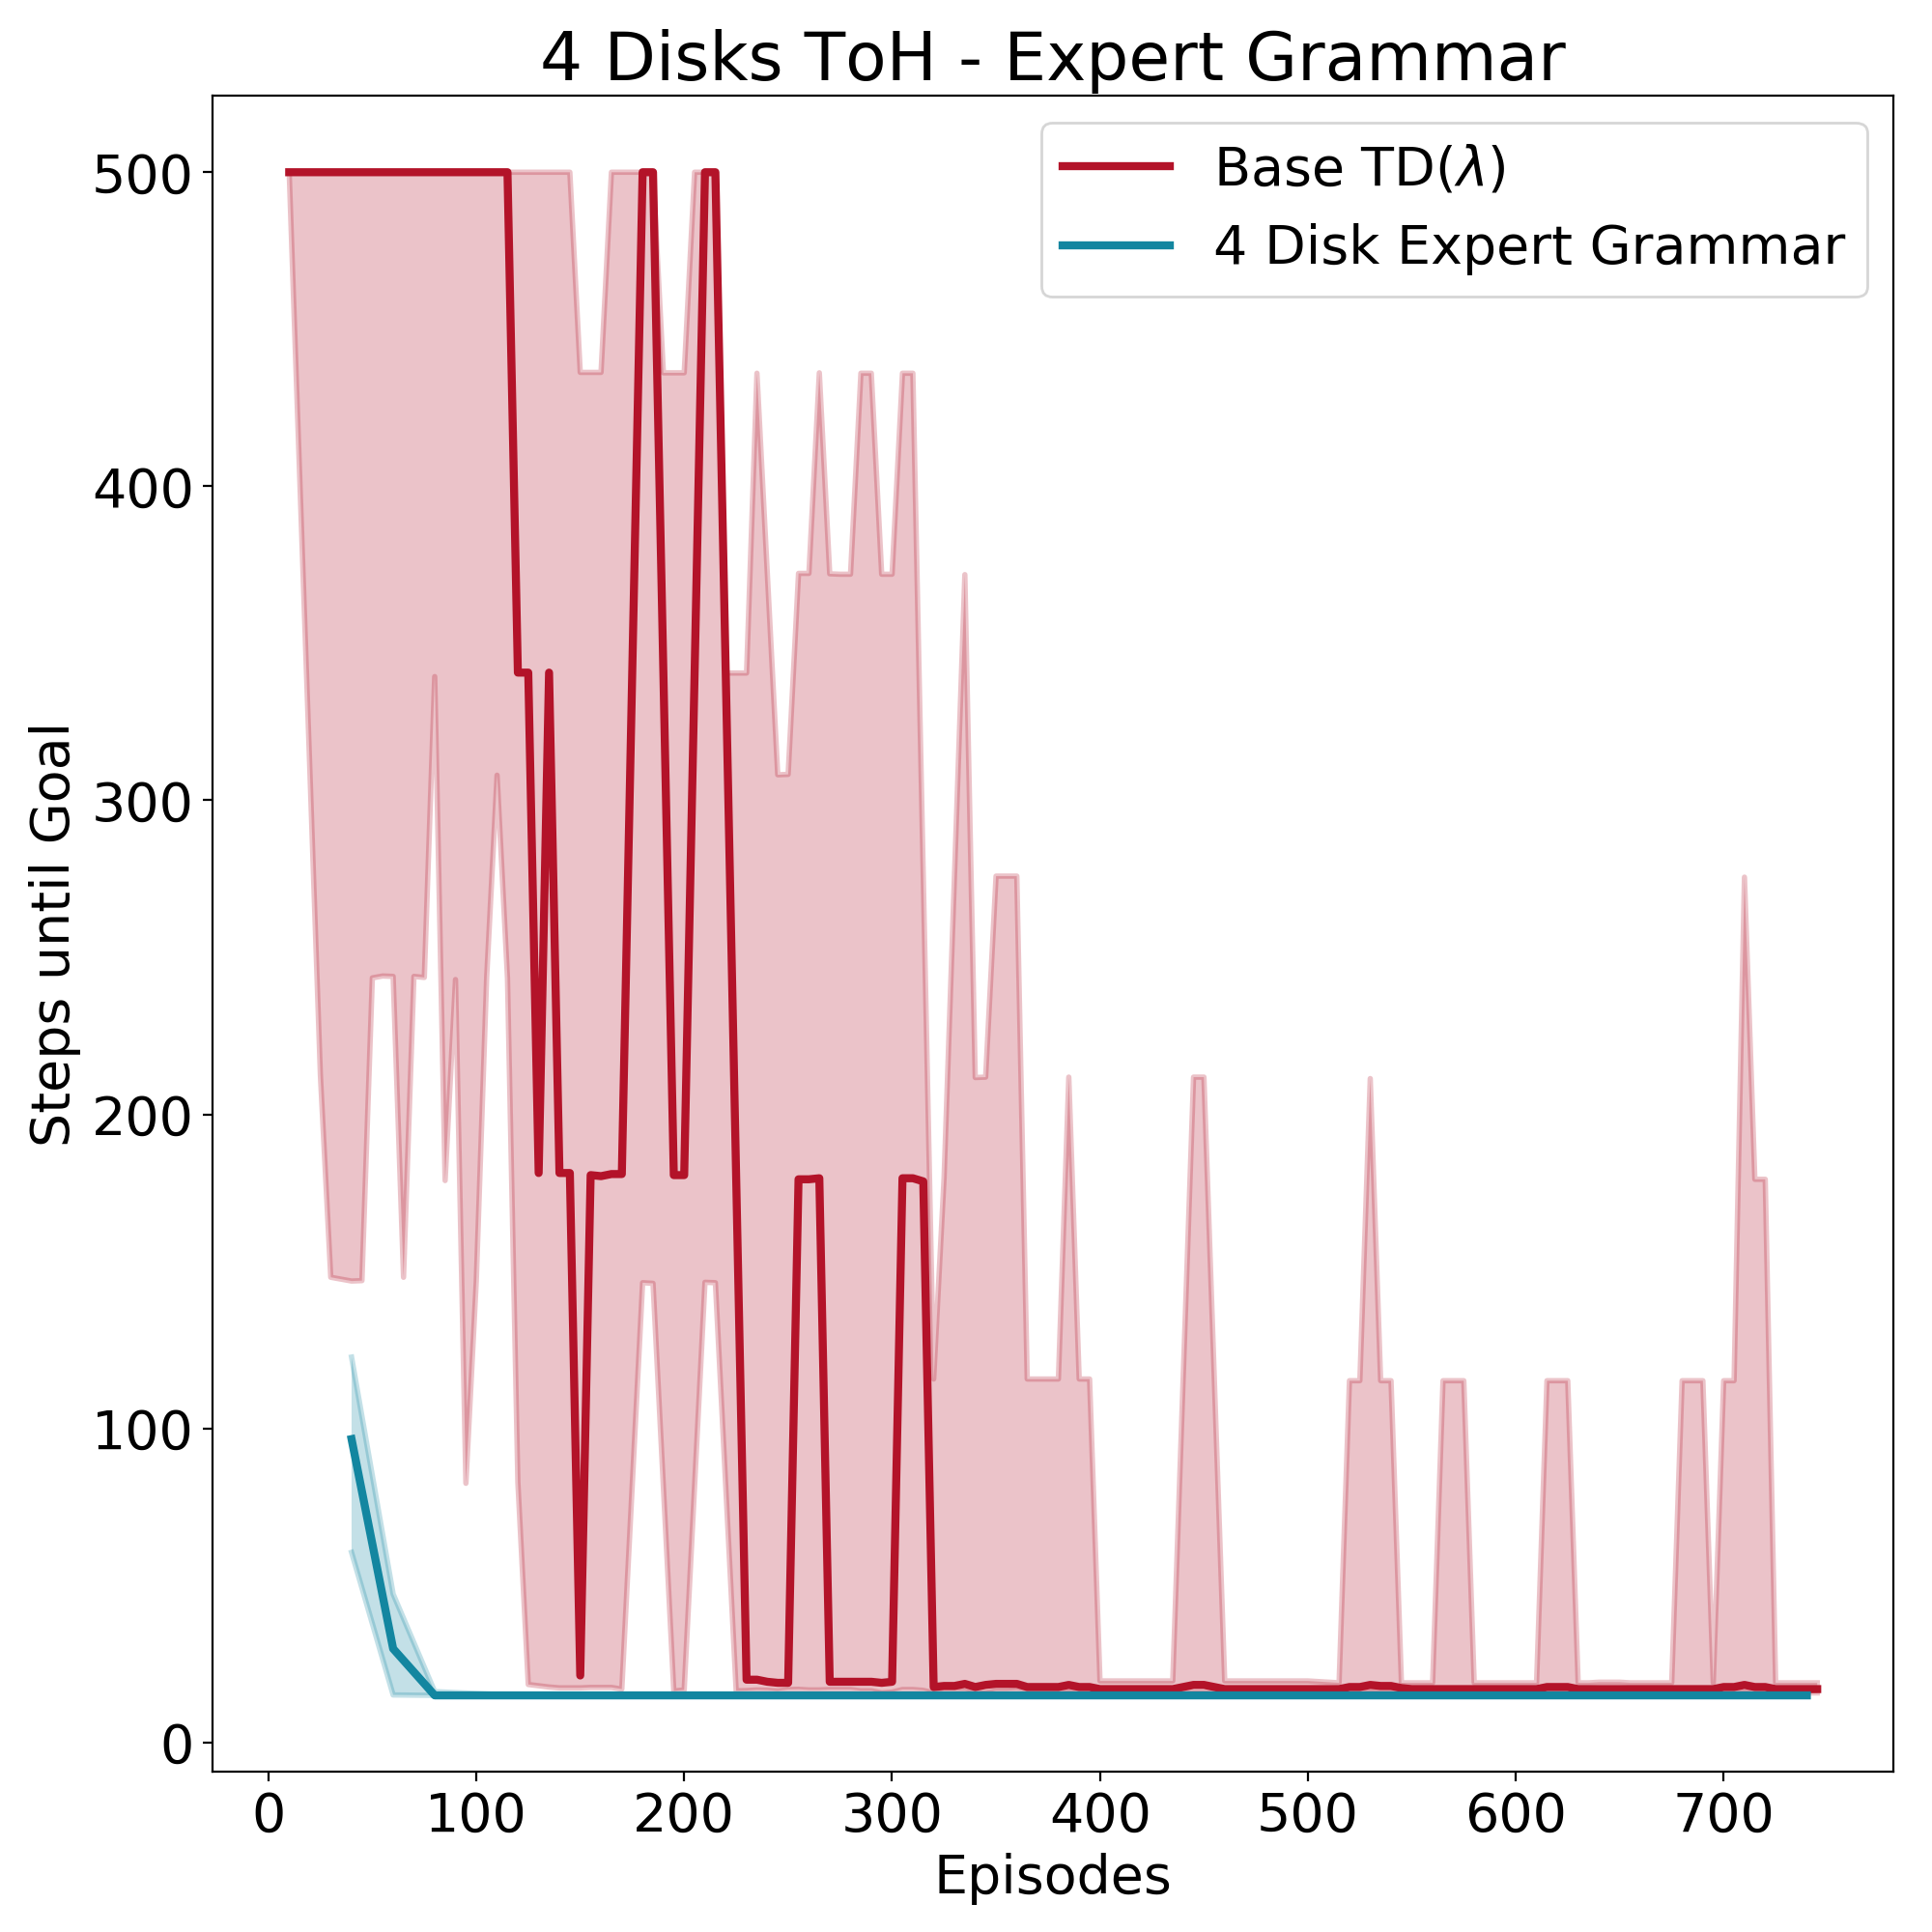 4 Disks ToH - Expert Grammar
Base TD(λ)
4 Disk Expert Grammar
Steps until Goal
500
400
300
200
100
0
0 100 200 300 400 500 600 700
Episodes